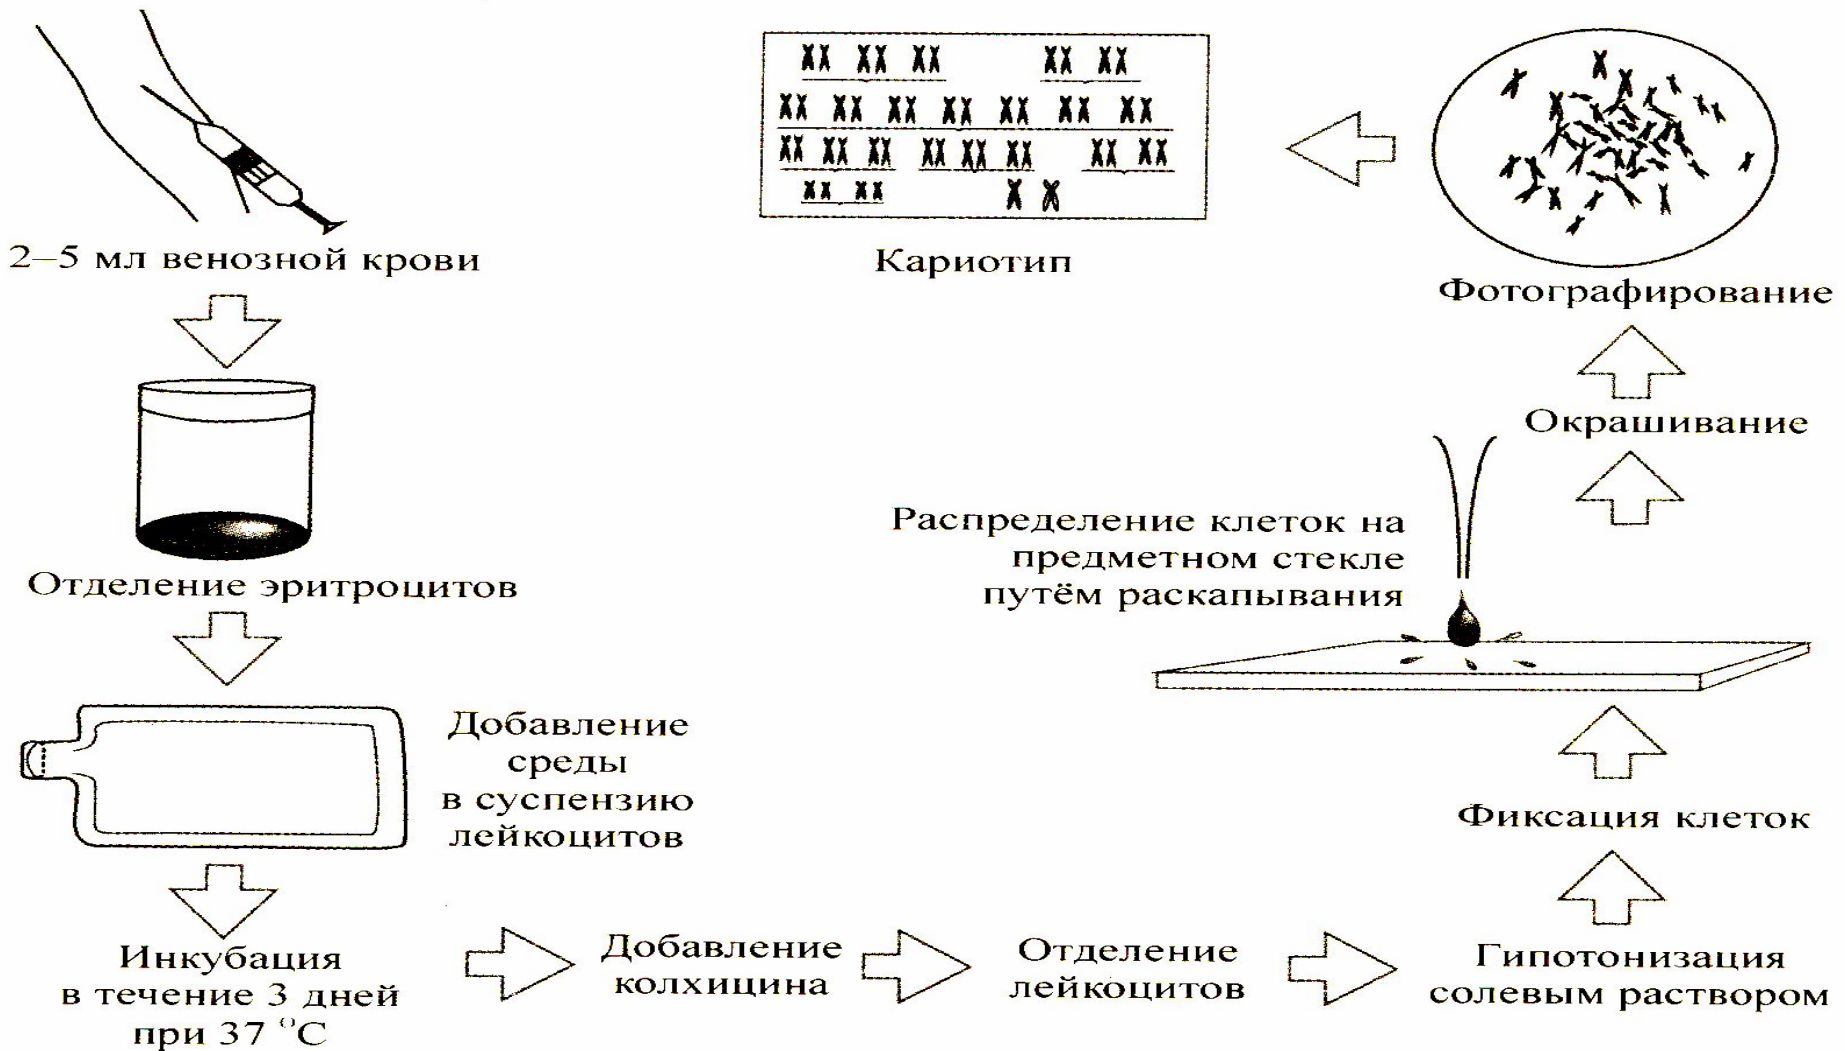 2–5 мл венозной крови
Отделение эритроцитов
Добавление
среды
в суспензию
лейкоцитов
Инкубация
в течение 3 дней
при 37 °С
Добавление
колхицина
Отделение
лейкоцитов
Гипотонизация
солевым раствором
Фиксация клеток
Распределение клеток на
предметном стекле
путём раскапывания
Окрашивание
Фотографирование
Кариотип